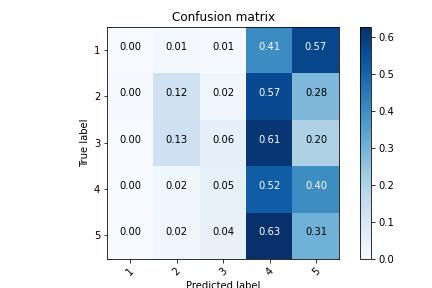 Confusion matrix
1 0.00 0.01 0.01 0.41 0.57
2 0.00 0.12 0.02 0.57 0.28
3 0.00 0.13 0.06 0.61 0.20
4 0.00 0.02 0.05 0.52 0.40
5 0.00 0.02 0.04 0.63 0.31
True label
1 2 3 4 5
Predicted label
0.6
0.5
0.4
0.3
0.2
0.1
0.0